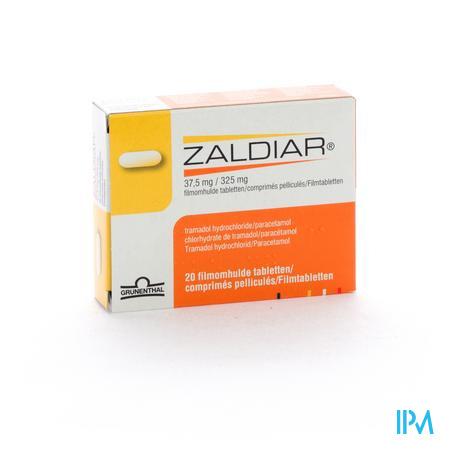 ZALDIAR®
37,5 mg / 325 mg
filmomhulde tabletten/comprimés pelliculés/Filmtabletten
tramadol hydrochloride/paracetamol
chlorhydrate de tramadol/paracétamol
Tramadol hydrochlorid/Paracetamol
20 filmomhulde tabletten/
comprimés pelliculés/Filmtabletten
GRÜNENTHAL
IPM